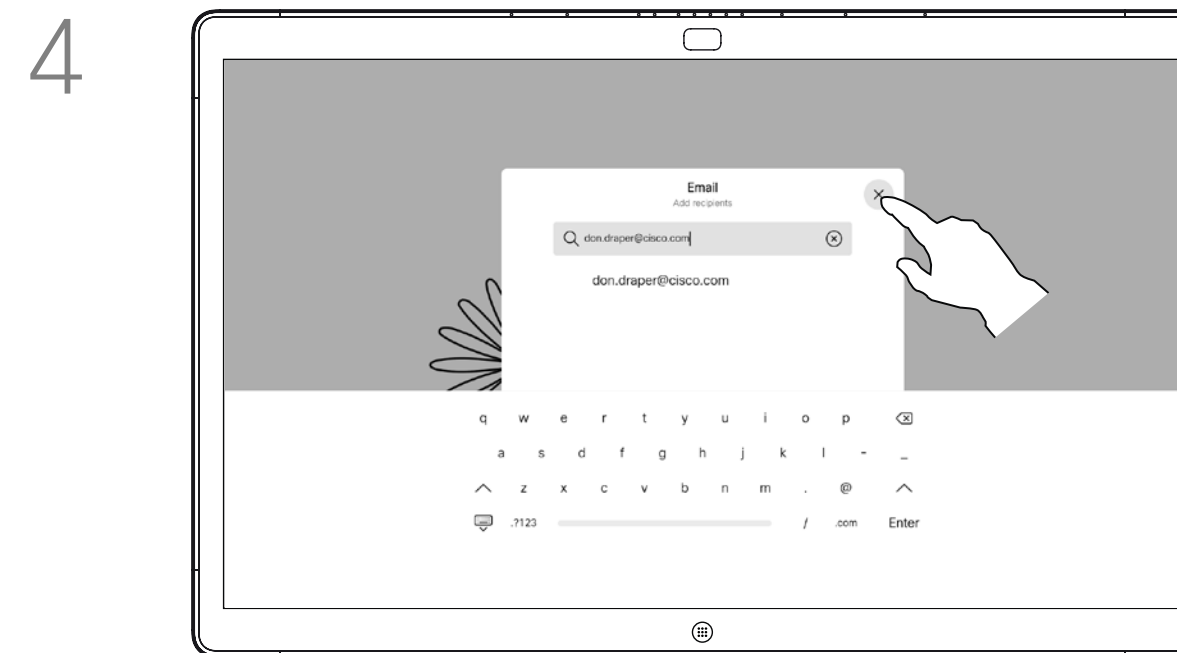 4
Email
Add recipients
don.draper@cisco.com
don.draper@cisco.com
q w e r t y u i o p
a s d f g h j k l - _
z x c v b n m . @
.?123 / .com Enter